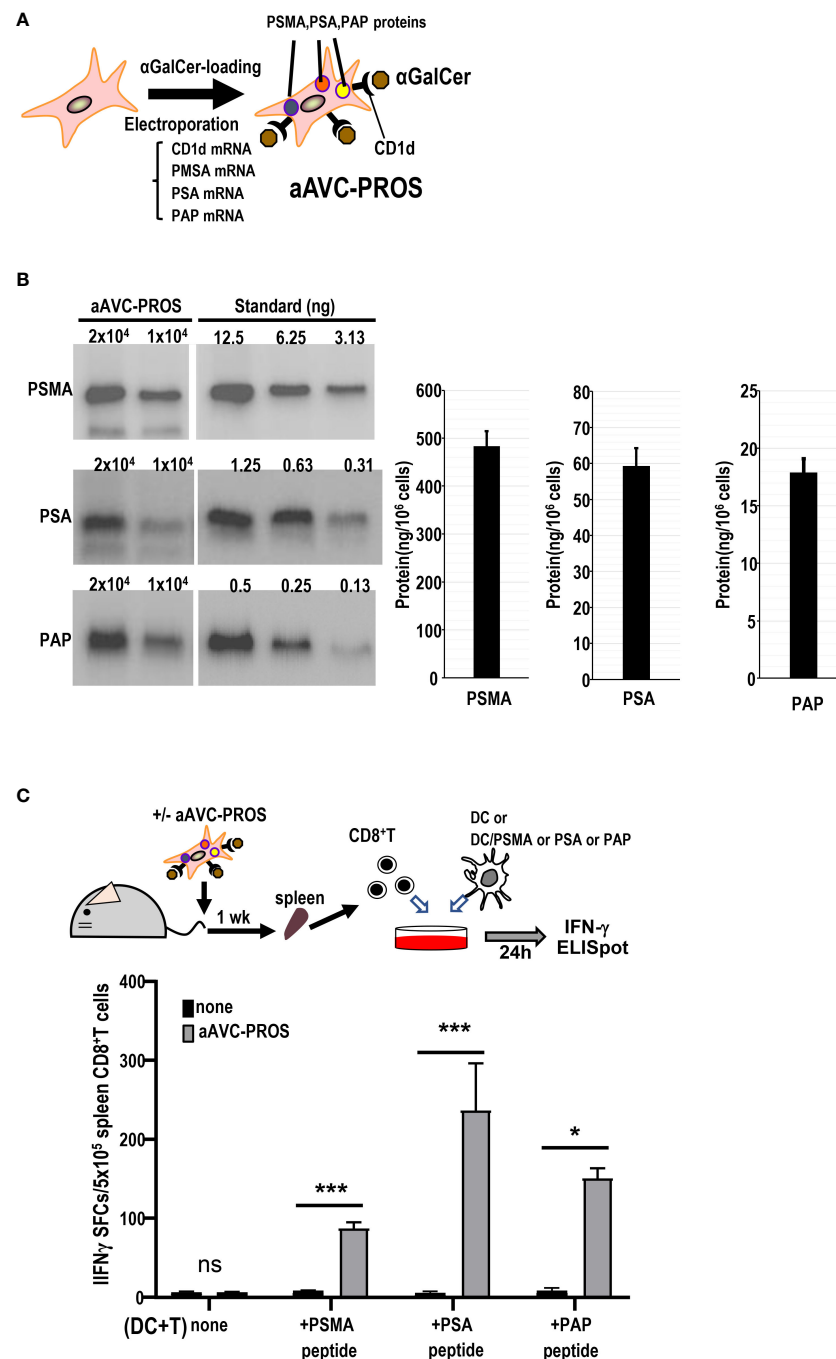 A
PSMA,PSA,PAP proteins
αGalCer-loading
αGalCer
Electroporation
CD1d mRNA
PMSA mRNA
PSA mRNA
PAP mRNA
CD1d
aAVC-PROS
B
aAVC-PROS
Standard (ng)
2x10⁴ 1x10⁴ 12.5 6.25 3.13
PSMA
2x10⁴ 1x10⁴ 1.25 0.63 0.31
PSA
2x10⁴ 1x10⁴ 0.5 0.25 0.13
PAP
Protein(ng/10⁶ cells)
600
500
400
300
200
100
0
PSMA
Protein(ng/10⁶ cells)
80
70
60
50
40
30
20
10
0
PSA
Protein(ng/10⁶ cells)
25
20
15
10
5
0
PAP
C
+/- aAVC-PROS
1 wk
spleen
CD8⁺T
DC or
DC/PSMA or PSA or PAP
24h
IFN-γ
ELISpot
IIFNγ SFCs/5x10⁵ spleen CD8⁺T cells
400
300
200
100
0
none
aAVC-PROS
ns
***
***
*
(DC+T) none
+PSMA
peptide
+PSA
peptide
+PAP
peptide